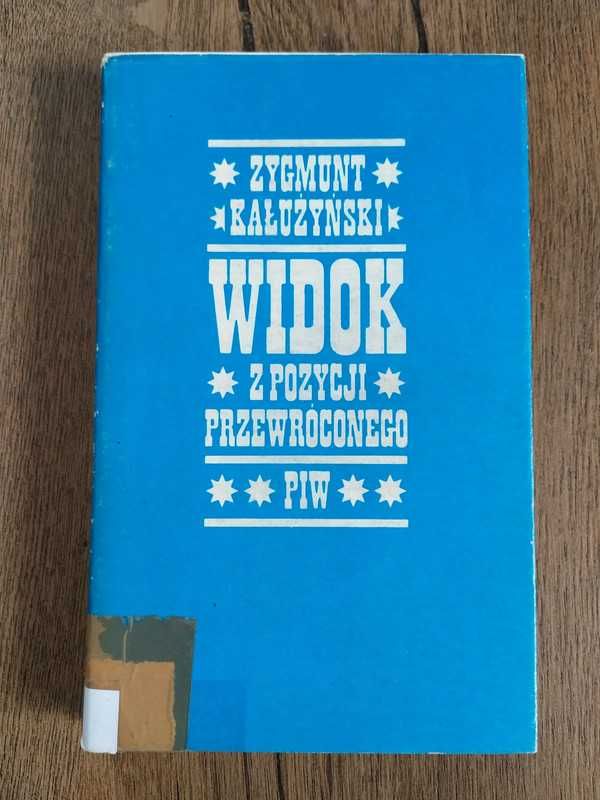 ZYGMUNT
KAŁUŻYŃSKI
WIDOK
Z POZYCJI
PRZEWRÓCONEGO
PIW